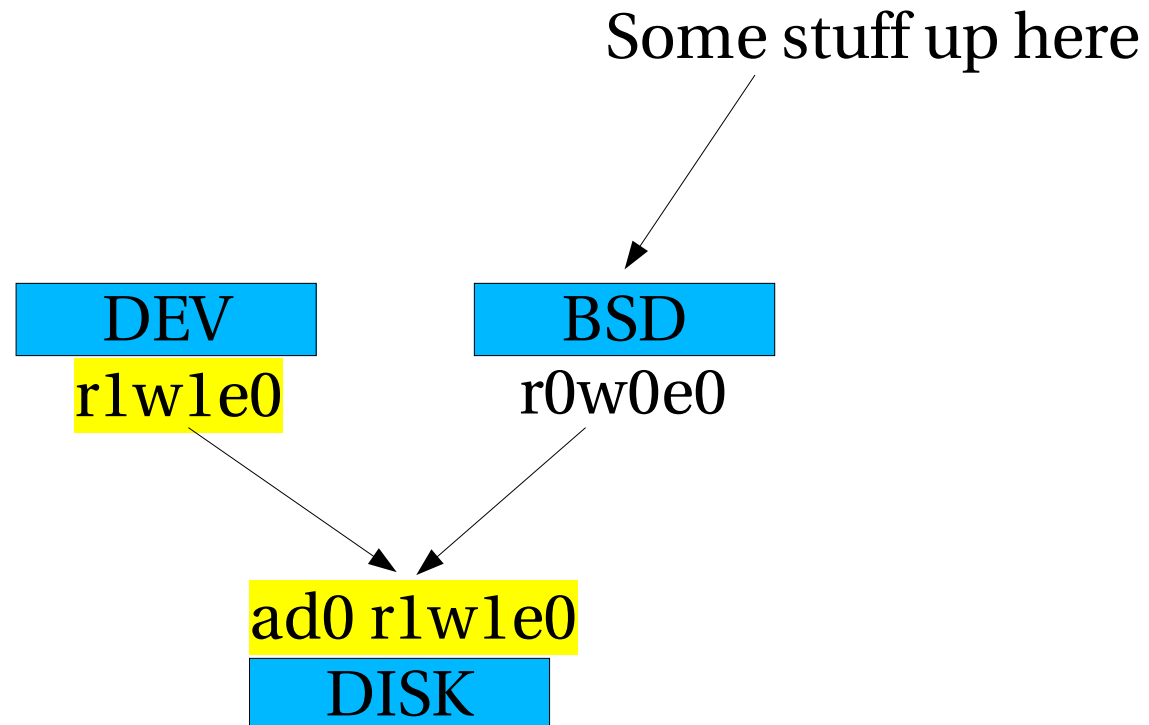 Some stuff up here
DEV
BSD
r1w1e0
r0w0e0
ad0 r1w1e0
DISK